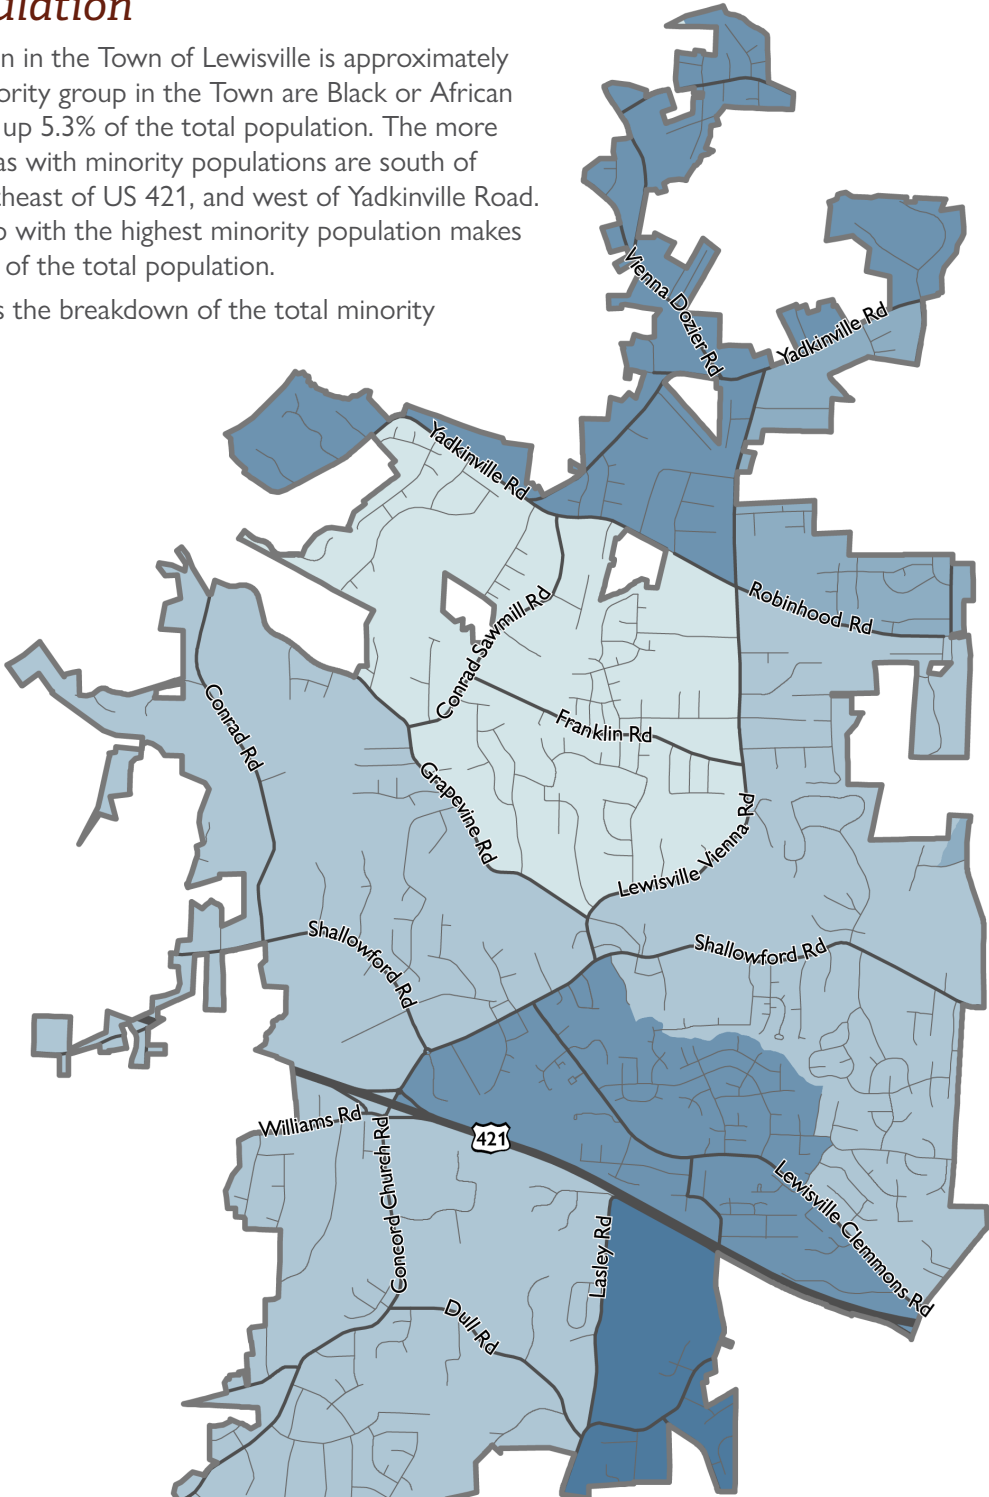 ulation
n in the Town of Lewisville is approximately
ority group in the Town are Black or African
up 5.3% of the total population. The more
as with minority populations are south of
theast of US 421, and west of Yadkinville Road.
p with the highest minority population makes
of the total population.
s the breakdown of the total minority
Vienna Dozier Rd
Yadkinville Rd
Yadkinville Rd
Robinhood Rd
Conrad Sawmill Rd
Conrad Rd
Franklin Rd
Grapevine Rd
Lewisville Vienna Rd
Shallowford Rd
Shallowford Rd
Williams Rd
421
Concord Church Rd
Lewisville Clemmons Rd
Lasley Rd
Dull Rd